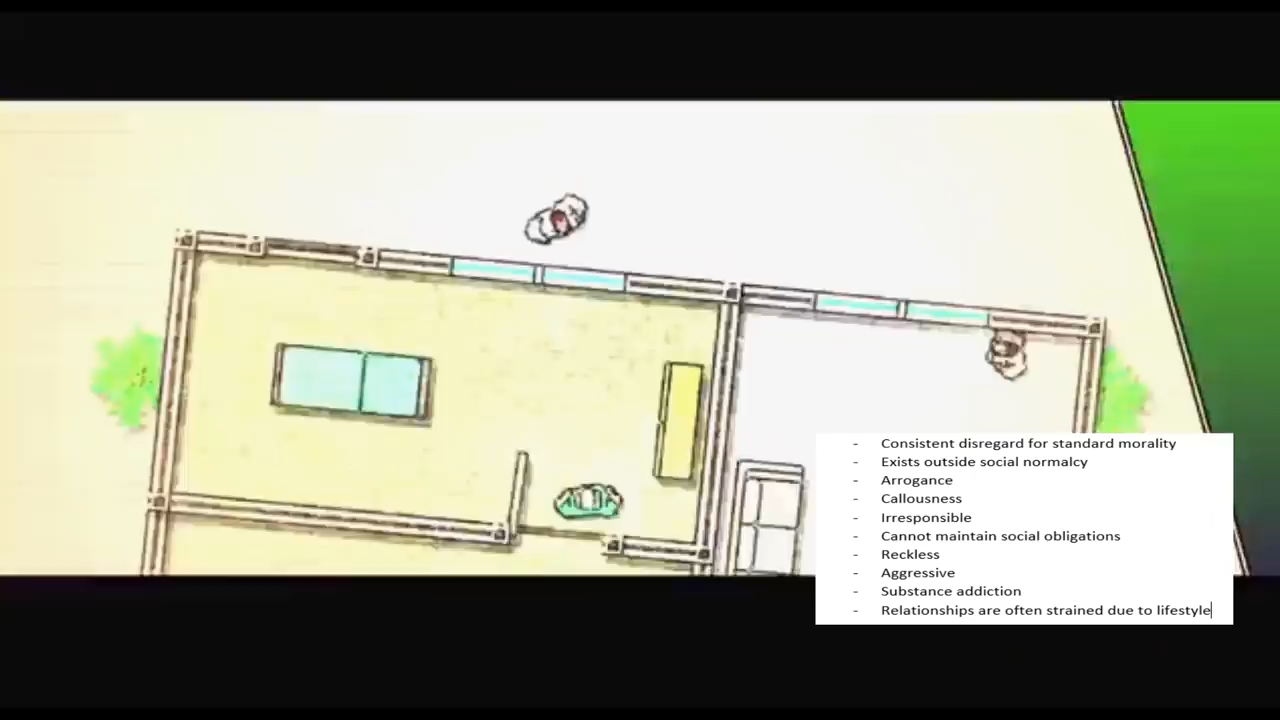 - Consistent disregard for standard morality
- Exists outside social normalcy
- Arrogance
- Callousness
- Irresponsible
- Cannot maintain social obligations
- Reckless
- Aggressive
- Substance addiction
- Relationships are often strained due to lifestyle